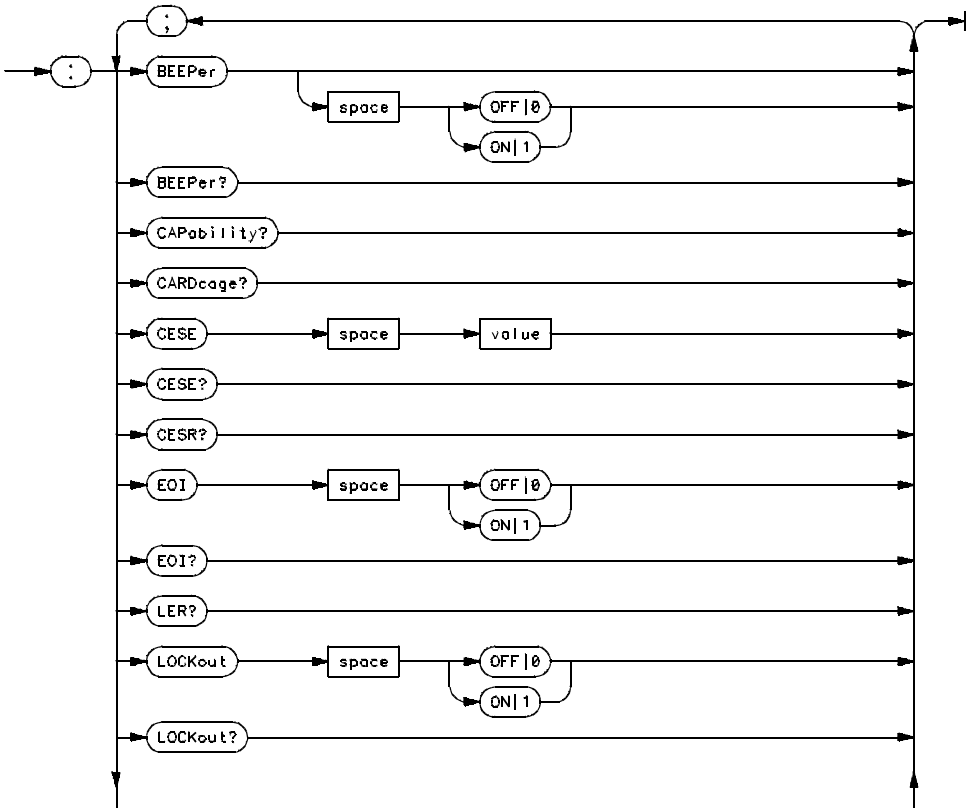 ;
: BEEPer
space OFF|0
ON|1
BEEPer?
CAPability?
CARDcage?
CESE space value
CESE?
CESR?
EOI space OFF|0
ON|1
EOI?
LER?
LOCKout space OFF|0
ON|1
LOCKout?